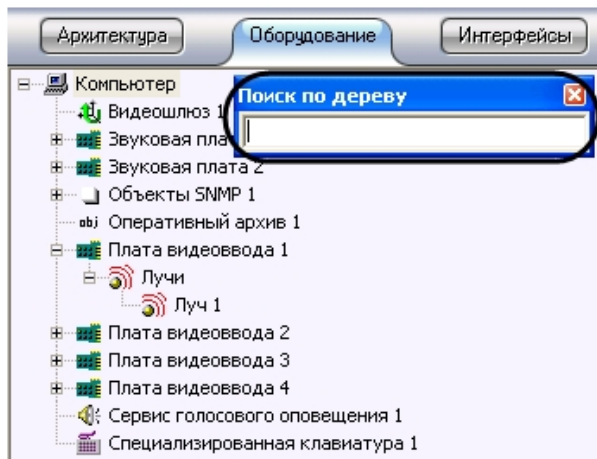 Архитектура Оборудование Интерфейсы
Компьютер
Поиск по дереву
Видеошлюз 1
Звуковая пла
Звуковая плата 2
Объекты SNMP 1
obj Оперативный архив 1
Плата видеоввода 1
Лучи
Луч 1
Плата видеоввода 2
Плата видеоввода 3
Плата видеоввода 4
Сервис голосового оповещения 1
Специализированная клавиатура 1